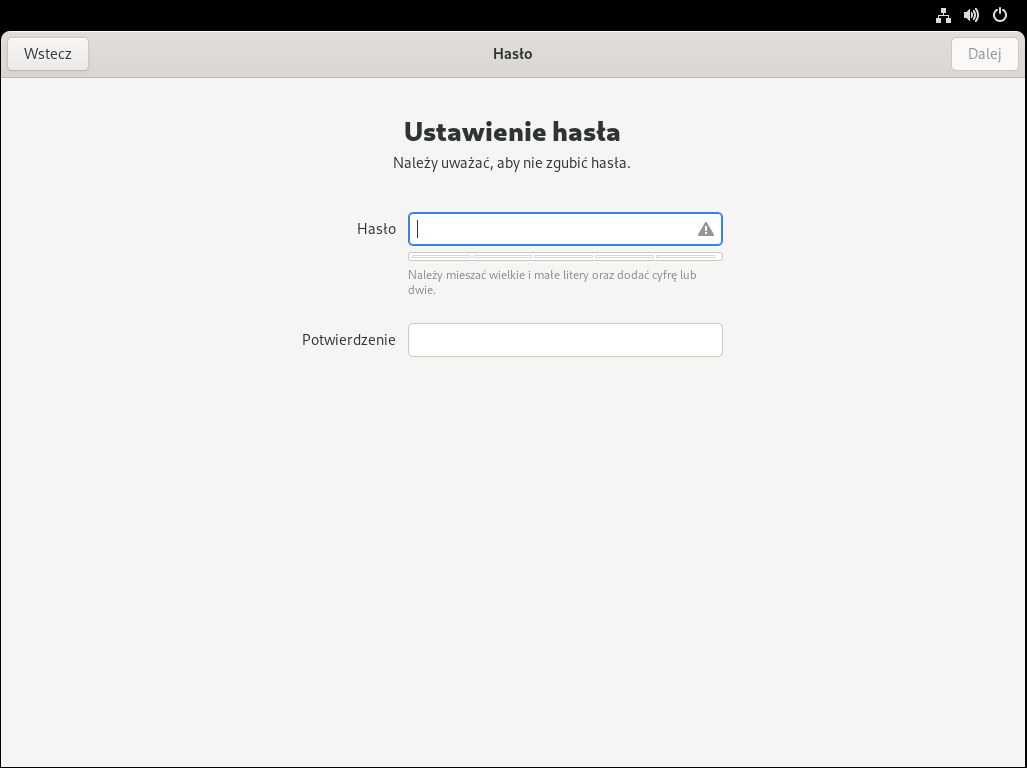 Wstecz
Hasło
Dalej
Ustawienie hasła
Należy uważać, aby nie zgubić hasła.
Hasło
Należy mieszać wielkie i małe litery oraz dodać cyfrę lub
dwie.
Potwierdzenie